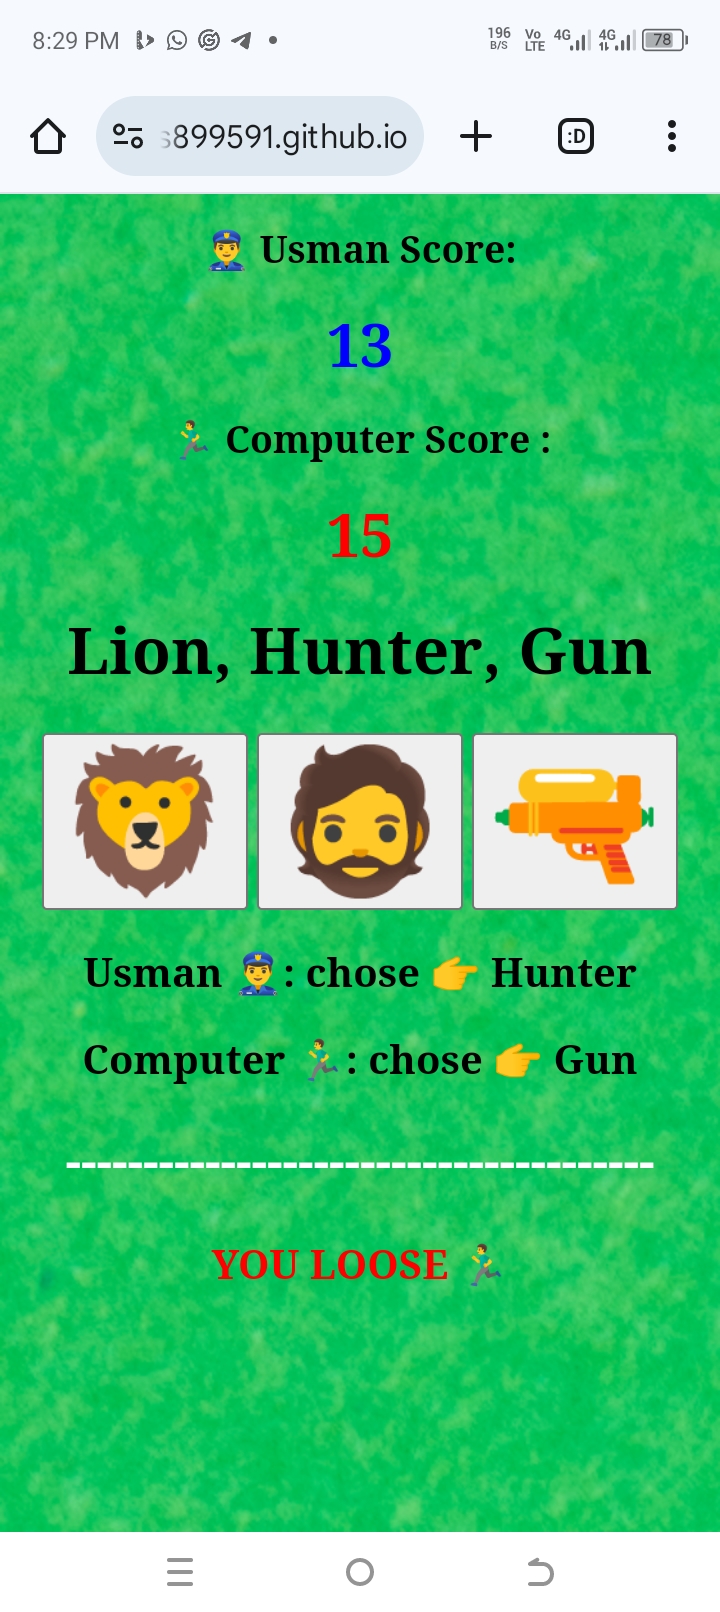 8:29 PM
196 B/S Vo LTE 4G 4G 78
s899591.github.io
:D
👮 Usman Score:
13
🏃‍♂️ Computer Score :
15
Lion, Hunter, Gun
Usman 👮: chose 👉 Hunter
Computer 🏃‍♂️: chose 👉 Gun
--------------------------------------
YOU LOOSE 🏃‍♂️